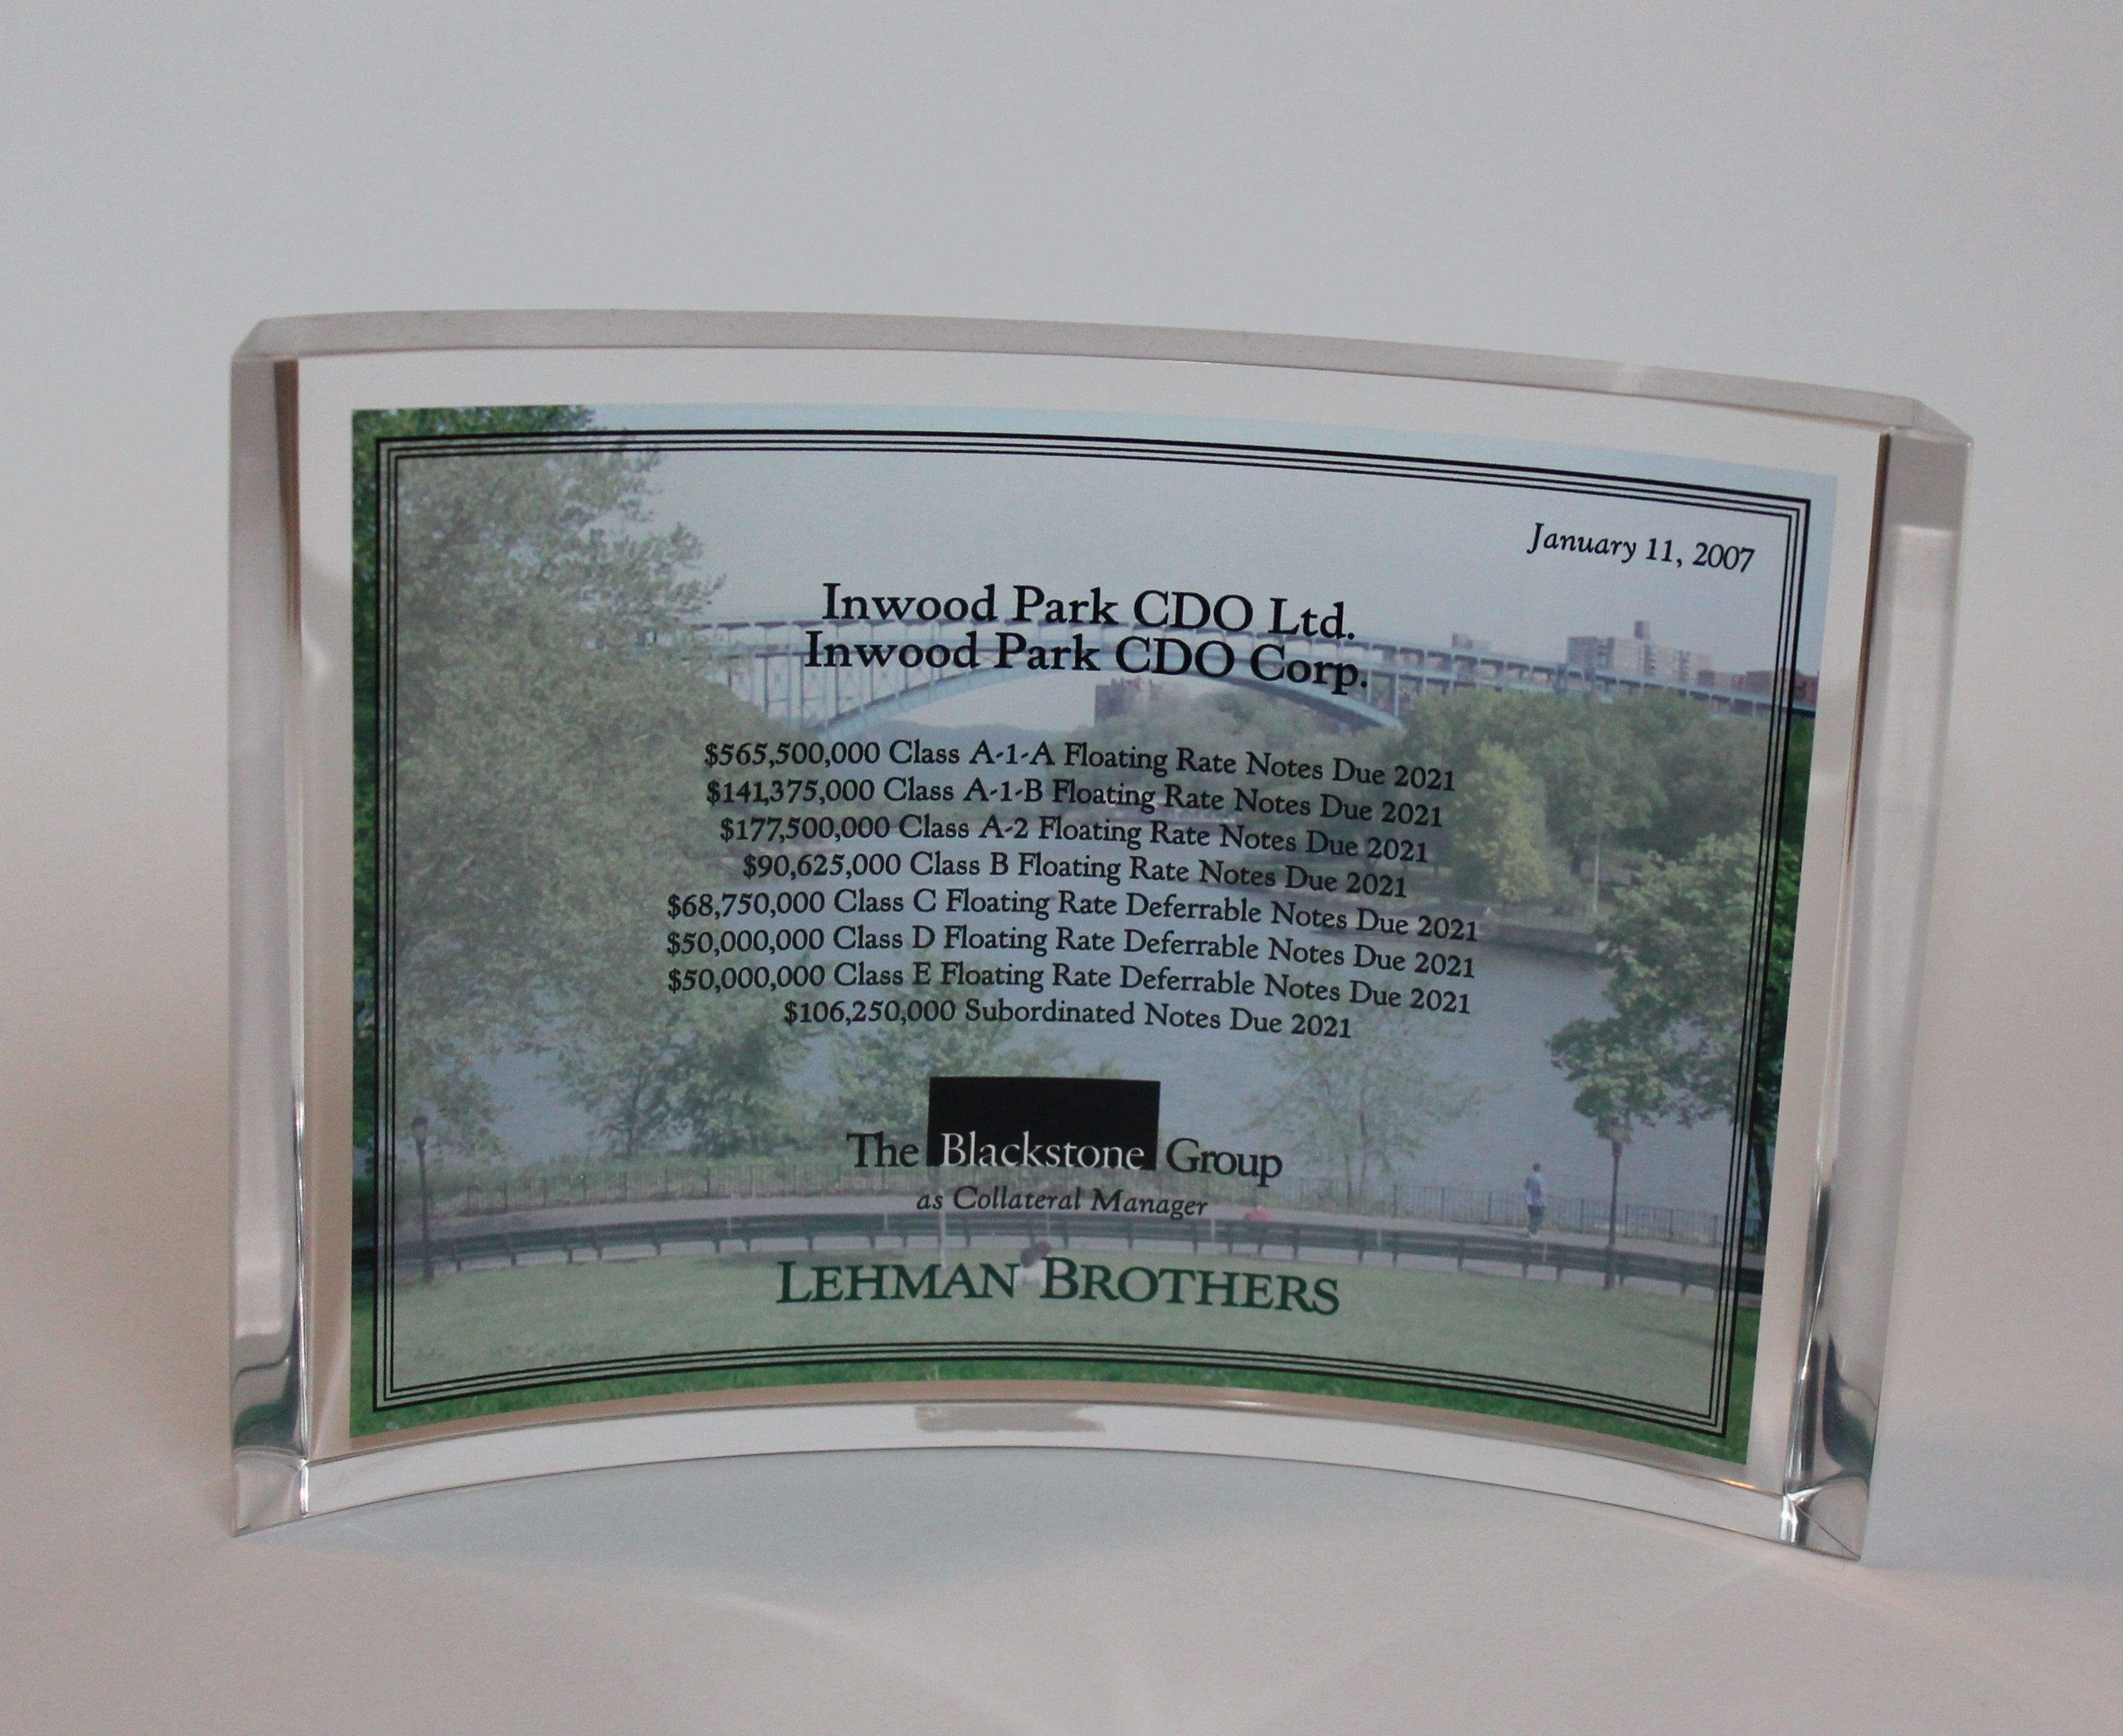 January 11, 2007
Inwood Park CDO Ltd.
Inwood Park CDO Corp.
$565,500,000 Class A-1-A Floating Rate Notes Due 2021
$141,375,000 Class A-1-B Floating Rate Notes Due 2021
$177,500,000 Class A-2 Floating Rate Notes Due 2021
$90,625,000 Class B Floating Rate Notes Due 2021
$68,750,000 Class C Floating Rate Deferrable Notes Due 2021
$50,000,000 Class D Floating Rate Deferrable Notes Due 2021
$50,000,000 Class E Floating Rate Deferrable Notes Due 2021
$106,250,000 Subordinated Notes Due 2021
The Blackstone Group
as Collateral Manager
LEHMAN BROTHERS